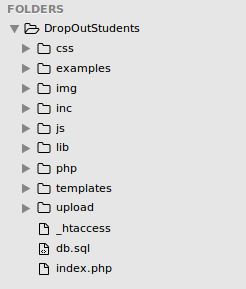 FOLDERS
DropOutStudents
css
examples
img
inc
js
lib
php
templates
upload
_htaccess
db.sql
index.php